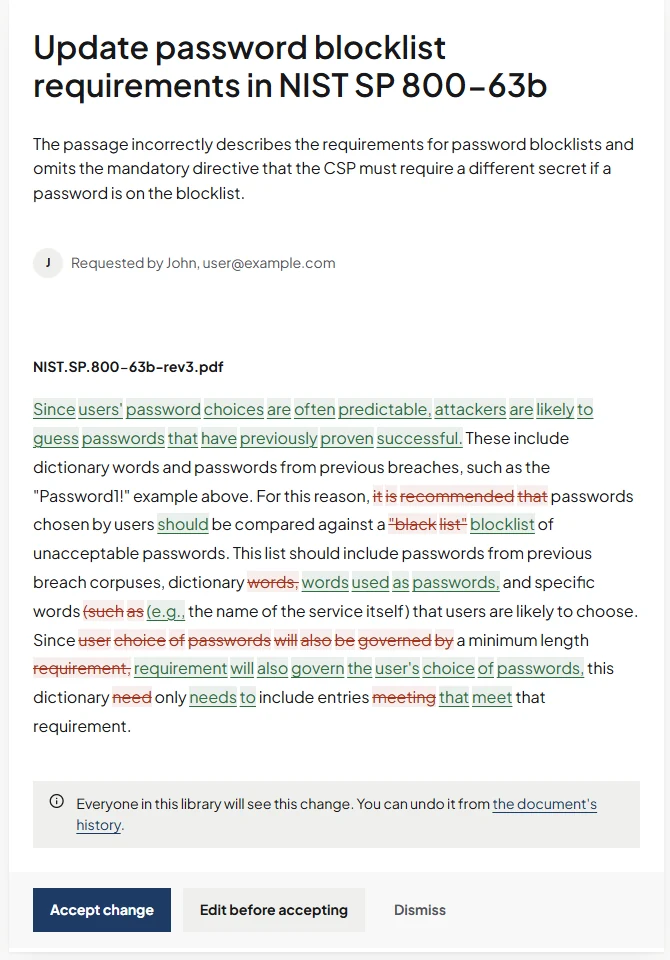 Update password blocklist
requirements in NIST SP 800-63b
The passage incorrectly describes the requirements for password blocklists and
omits the mandatory directive that the CSP must require a different secret if a
password is on the blocklist.
J Requested by John, user@example.com
NIST.SP.800-63b-rev3.pdf
Since users' password choices are often predictable, attackers are likely to
guess passwords that have previously proven successful. These include
dictionary words and passwords from previous breaches, such as the
"Password1!" example above. For this reason, it is recommended that passwords
chosen by users should be compared against a "black list" blocklist of
unacceptable passwords. This list should include passwords from previous
breach corpuses, dictionary words, words used as passwords, and specific
words (such as (e.g., the name of the service itself) that users are likely to choose.
Since user choice of passwords will also be governed by a minimum length
requirement, requirement will also govern the user's choice of passwords, this
dictionary need only needs to include entries meeting that meet that
requirement.
Everyone in this library will see this change. You can undo it from the document's
history.
Accept change Edit before accepting Dismiss